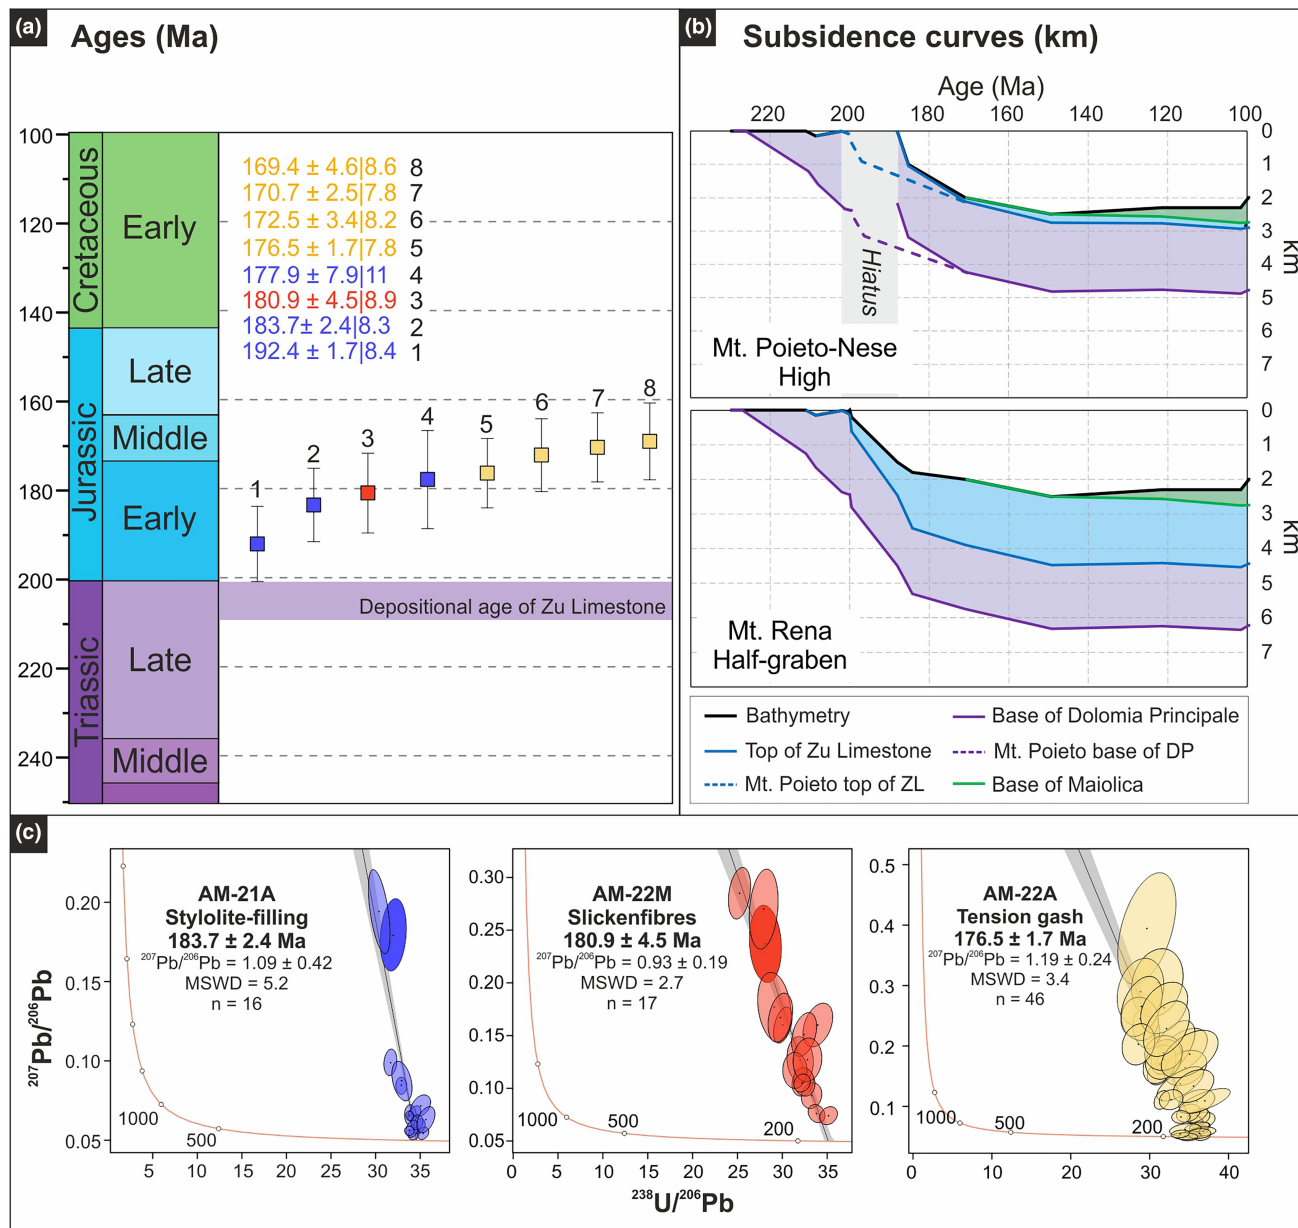 (a) Ages (Ma)
100
120
140
160
180
200
220
240
Cretaceous
Jurassic
Triassic
Early
Late
Middle
Early
Late
Middle
169.4 ± 4.6|8.6 8
170.7 ± 2.5|7.8 7
172.5 ± 3.4|8.2 6
176.5 ± 1.7|7.8 5
177.9 ± 7.9|11 4
180.9 ± 4.5|8.9 3
183.7± 2.4|8.3 2
192.4 ± 1.7|8.4 1
1 2 3 4 5 6 7 8
Depositional age of Zu Limestone
(b) Subsidence curves (km)
Age (Ma)
220 200 180 160 140 120 100
0
1
2
3
4
5
6
7
km
Hiatus
Mt. Poieto-Nese
High
0
1
2
3
4
5
6
7
km
Mt. Rena
Half-graben
Bathymetry
Base of Dolomia Principale
Top of Zu Limestone
Mt. Poieto base of DP
Mt. Poieto top of ZL
Base of Maiolica
(c)
²⁰⁷Pb/²⁰⁶Pb
0.20
0.15
0.10
0.05
AM-21A
Stylolite-filling
183.7 ± 2.4 Ma
²⁰⁷Pb/²⁰⁶Pb = 1.09 ± 0.42
MSWD = 5.2
n = 16
1000
500
5 10 15 20 25 30 35
0.30
0.25
0.20
0.15
0.10
0.05
AM-22M
Slickenfibres
180.9 ± 4.5 Ma
²⁰⁷Pb/²⁰⁶Pb = 0.93 ± 0.19
MSWD = 2.7
n = 17
1000
500
200
0 5 10 15 20 25 30 35
0.5
0.4
0.3
0.2
0.1
AM-22A
Tension gash
176.5 ± 1.7 Ma
²⁰⁷Pb/²⁰⁶Pb = 1.19 ± 0.24
MSWD = 3.4
n = 46
1000
500
200
0 10 20 30 40
²³⁸U/²⁰⁶Pb